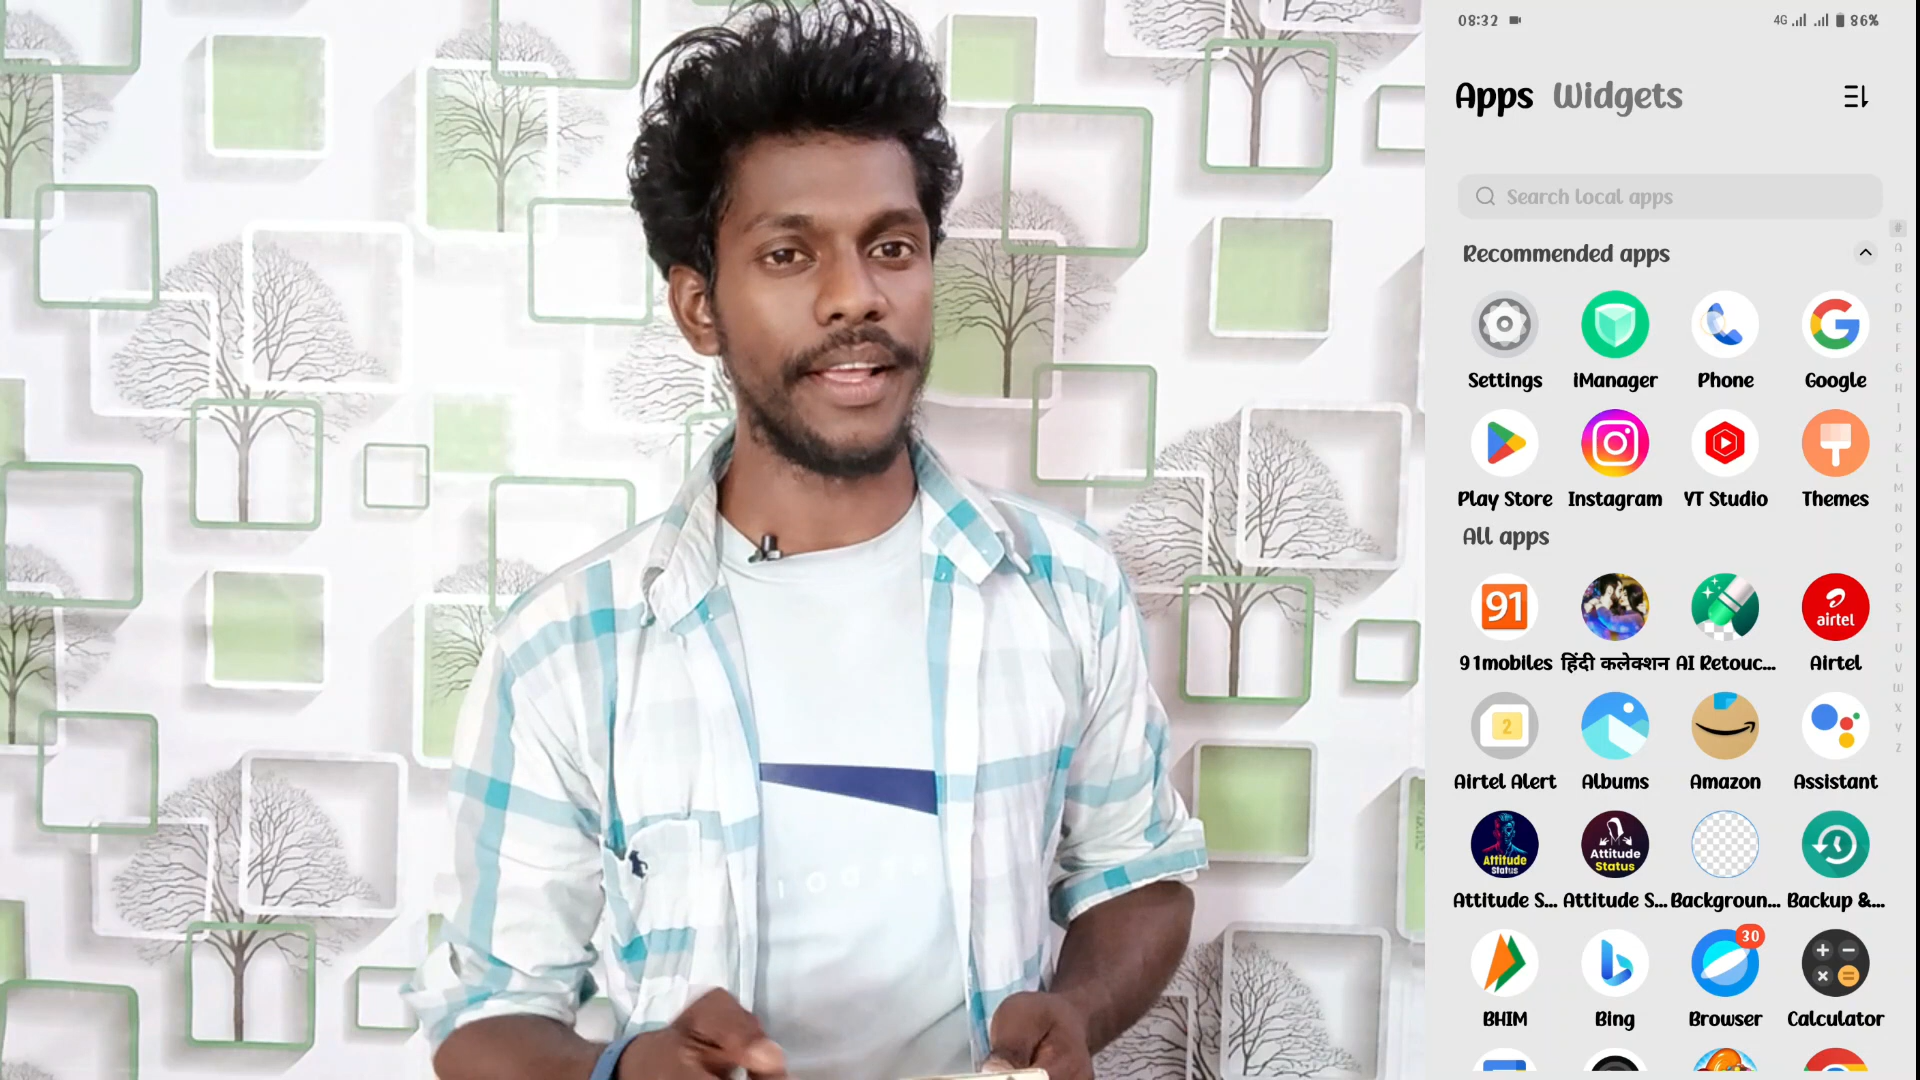 08:32 4G 86%
Apps Widgets
Search local apps
Recommended apps
Settings iManager Phone Google
Play Store Instagram YT Studio Themes
All apps
91
airtel
91mobiles हिंदी कलेक्शन AI Retouc... Airtel
2
Airtel Alert Albums Amazon Assistant
Attitude Status
Attitude Status
Attitude S... Attitude S... Backgroun... Backup &...
30
BHIM Bing Browser Calculator
#
A
B
C
D
E
F
G
H
I
J
K
L
M
N
O
P
Q
R
S
T
U
V
W
X
Y
Z